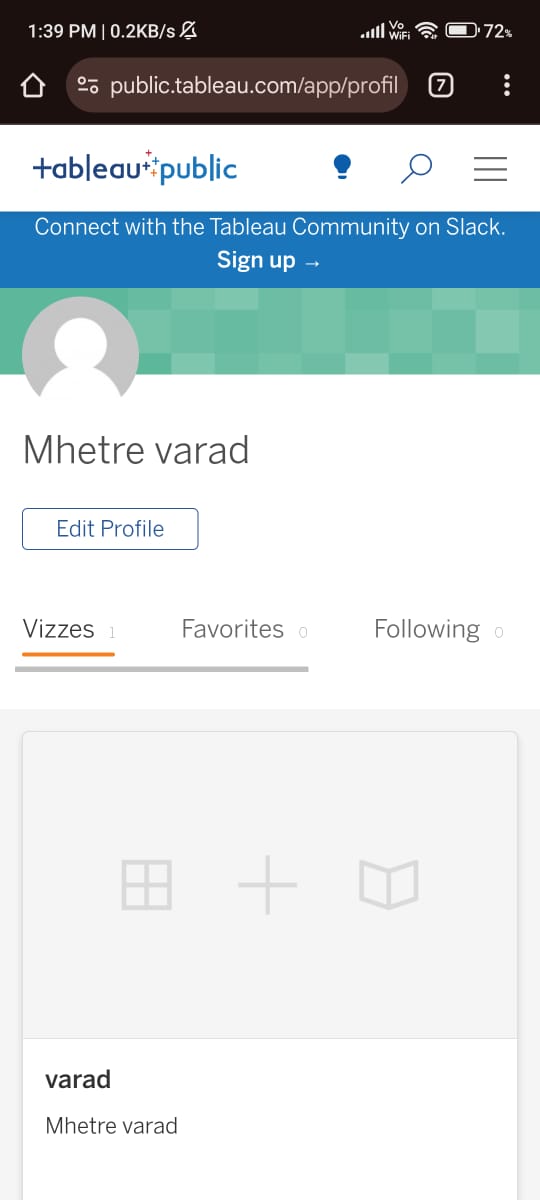 1:39 PM | 0.2KB/s
Vo WiFi 72%
public.tableau.com/app/profil
7
+ableau public
Connect with the Tableau Community on Slack.
Sign up →
Mhetre varad
Edit Profile
Vizzes 1 Favorites 0 Following 0
varad
Mhetre varad